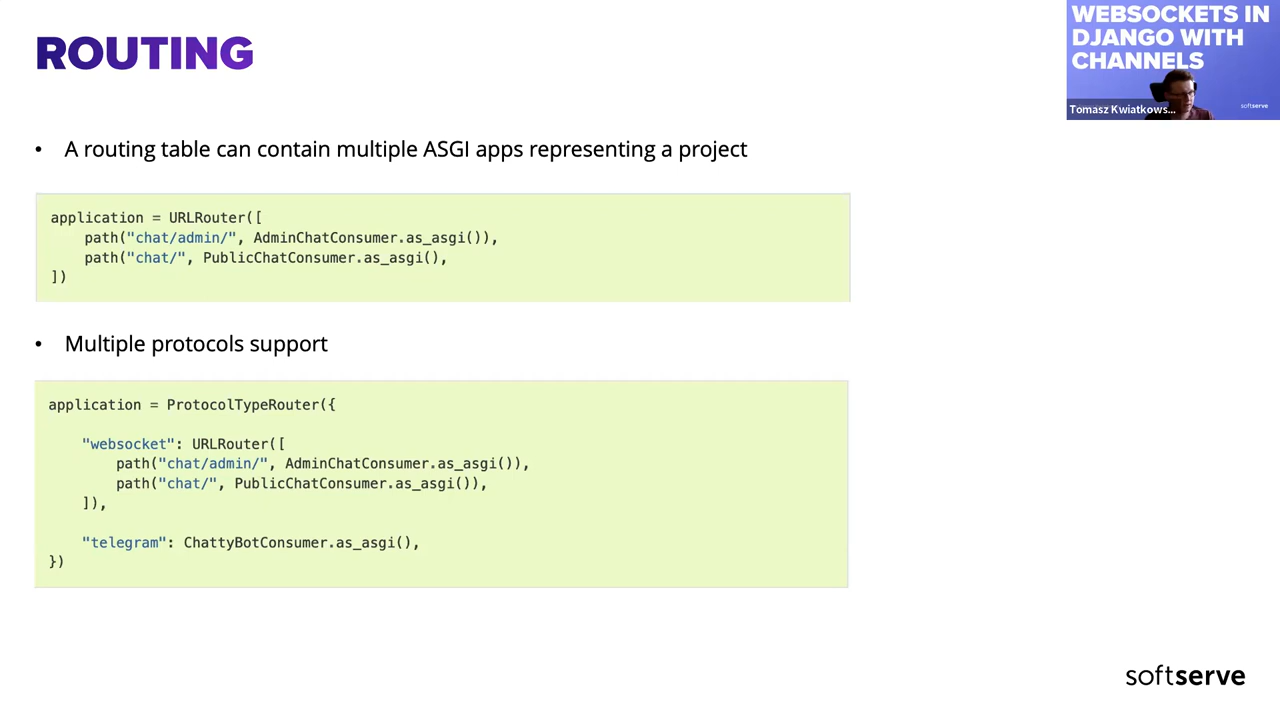 ROUTING
WEBSOCKETS IN
DJANGO WITH
CHANNELS
softserve
Tomasz Kwiatkows...
• A routing table can contain multiple ASGI apps representing a project
application = URLRouter([
    path("chat/admin/", AdminChatConsumer.as_asgi()),
    path("chat/", PublicChatConsumer.as_asgi(),
])
• Multiple protocols support
application = ProtocolTypeRouter({
    "websocket": URLRouter([
        path("chat/admin/", AdminChatConsumer.as_asgi()),
        path("chat/", PublicChatConsumer.as_asgi()),
    ]),
    "telegram": ChattyBotConsumer.as_asgi(),
})
softserve